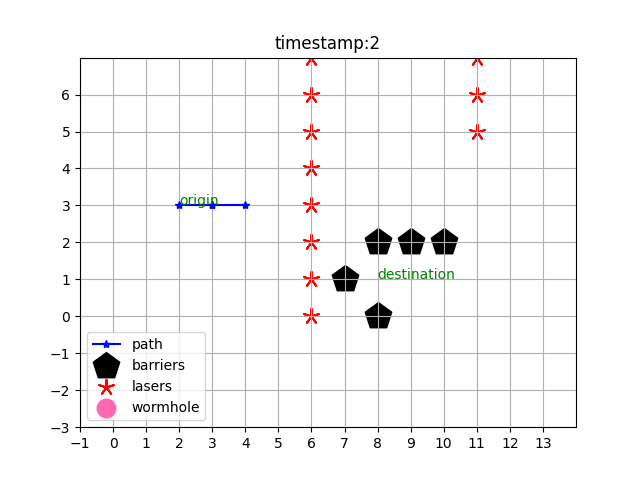 timestamp:2
6
5
4
3
2
1
0
−1
−2
−3
origin
destination
path
barriers
lasers
wormhole
−1 0 1 2 3 4 5 6 7 8 9 10 11 12 13